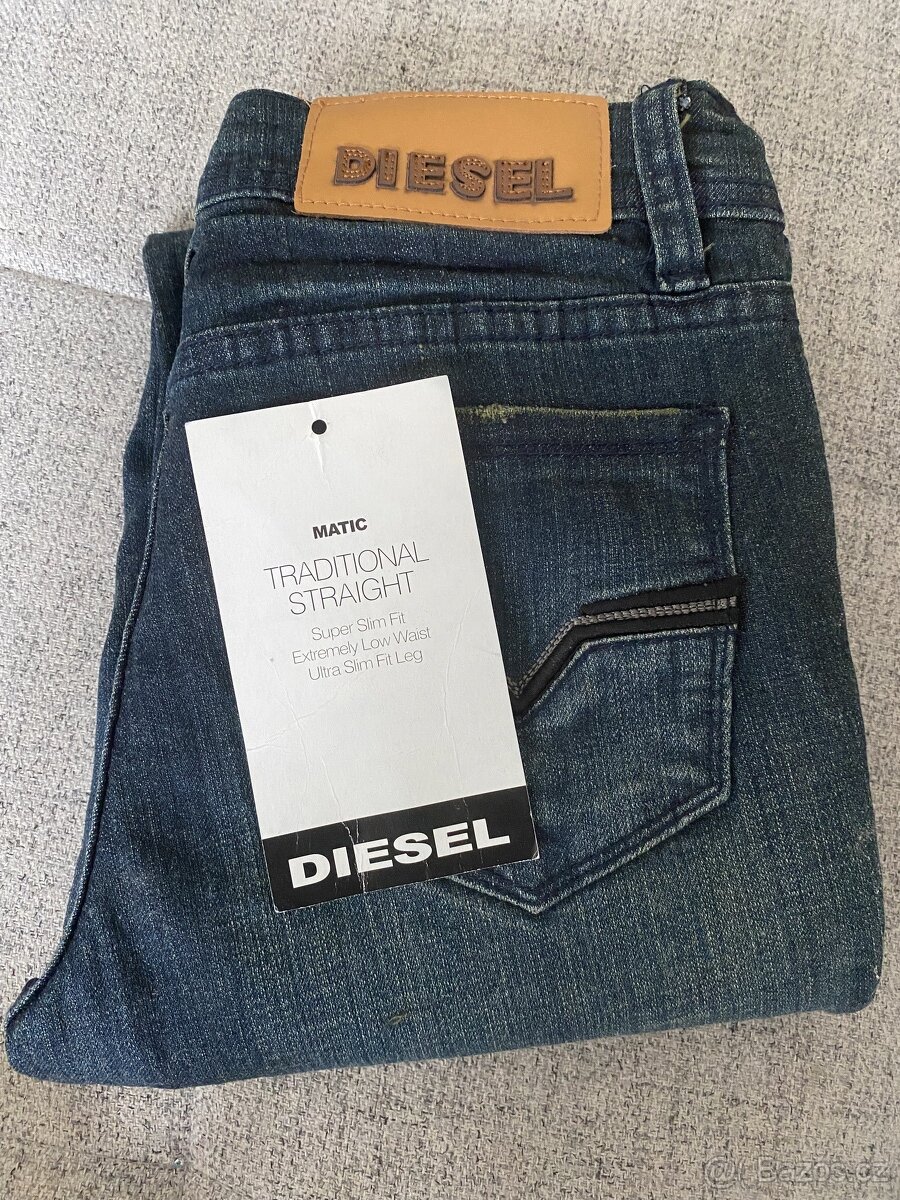 DIESEL
MATIC
TRADITIONAL
STRAIGHT
Super Slim Fit
Extremely Low Waist
Ultra Slim Fit Leg
DIESEL
Bazos.cz